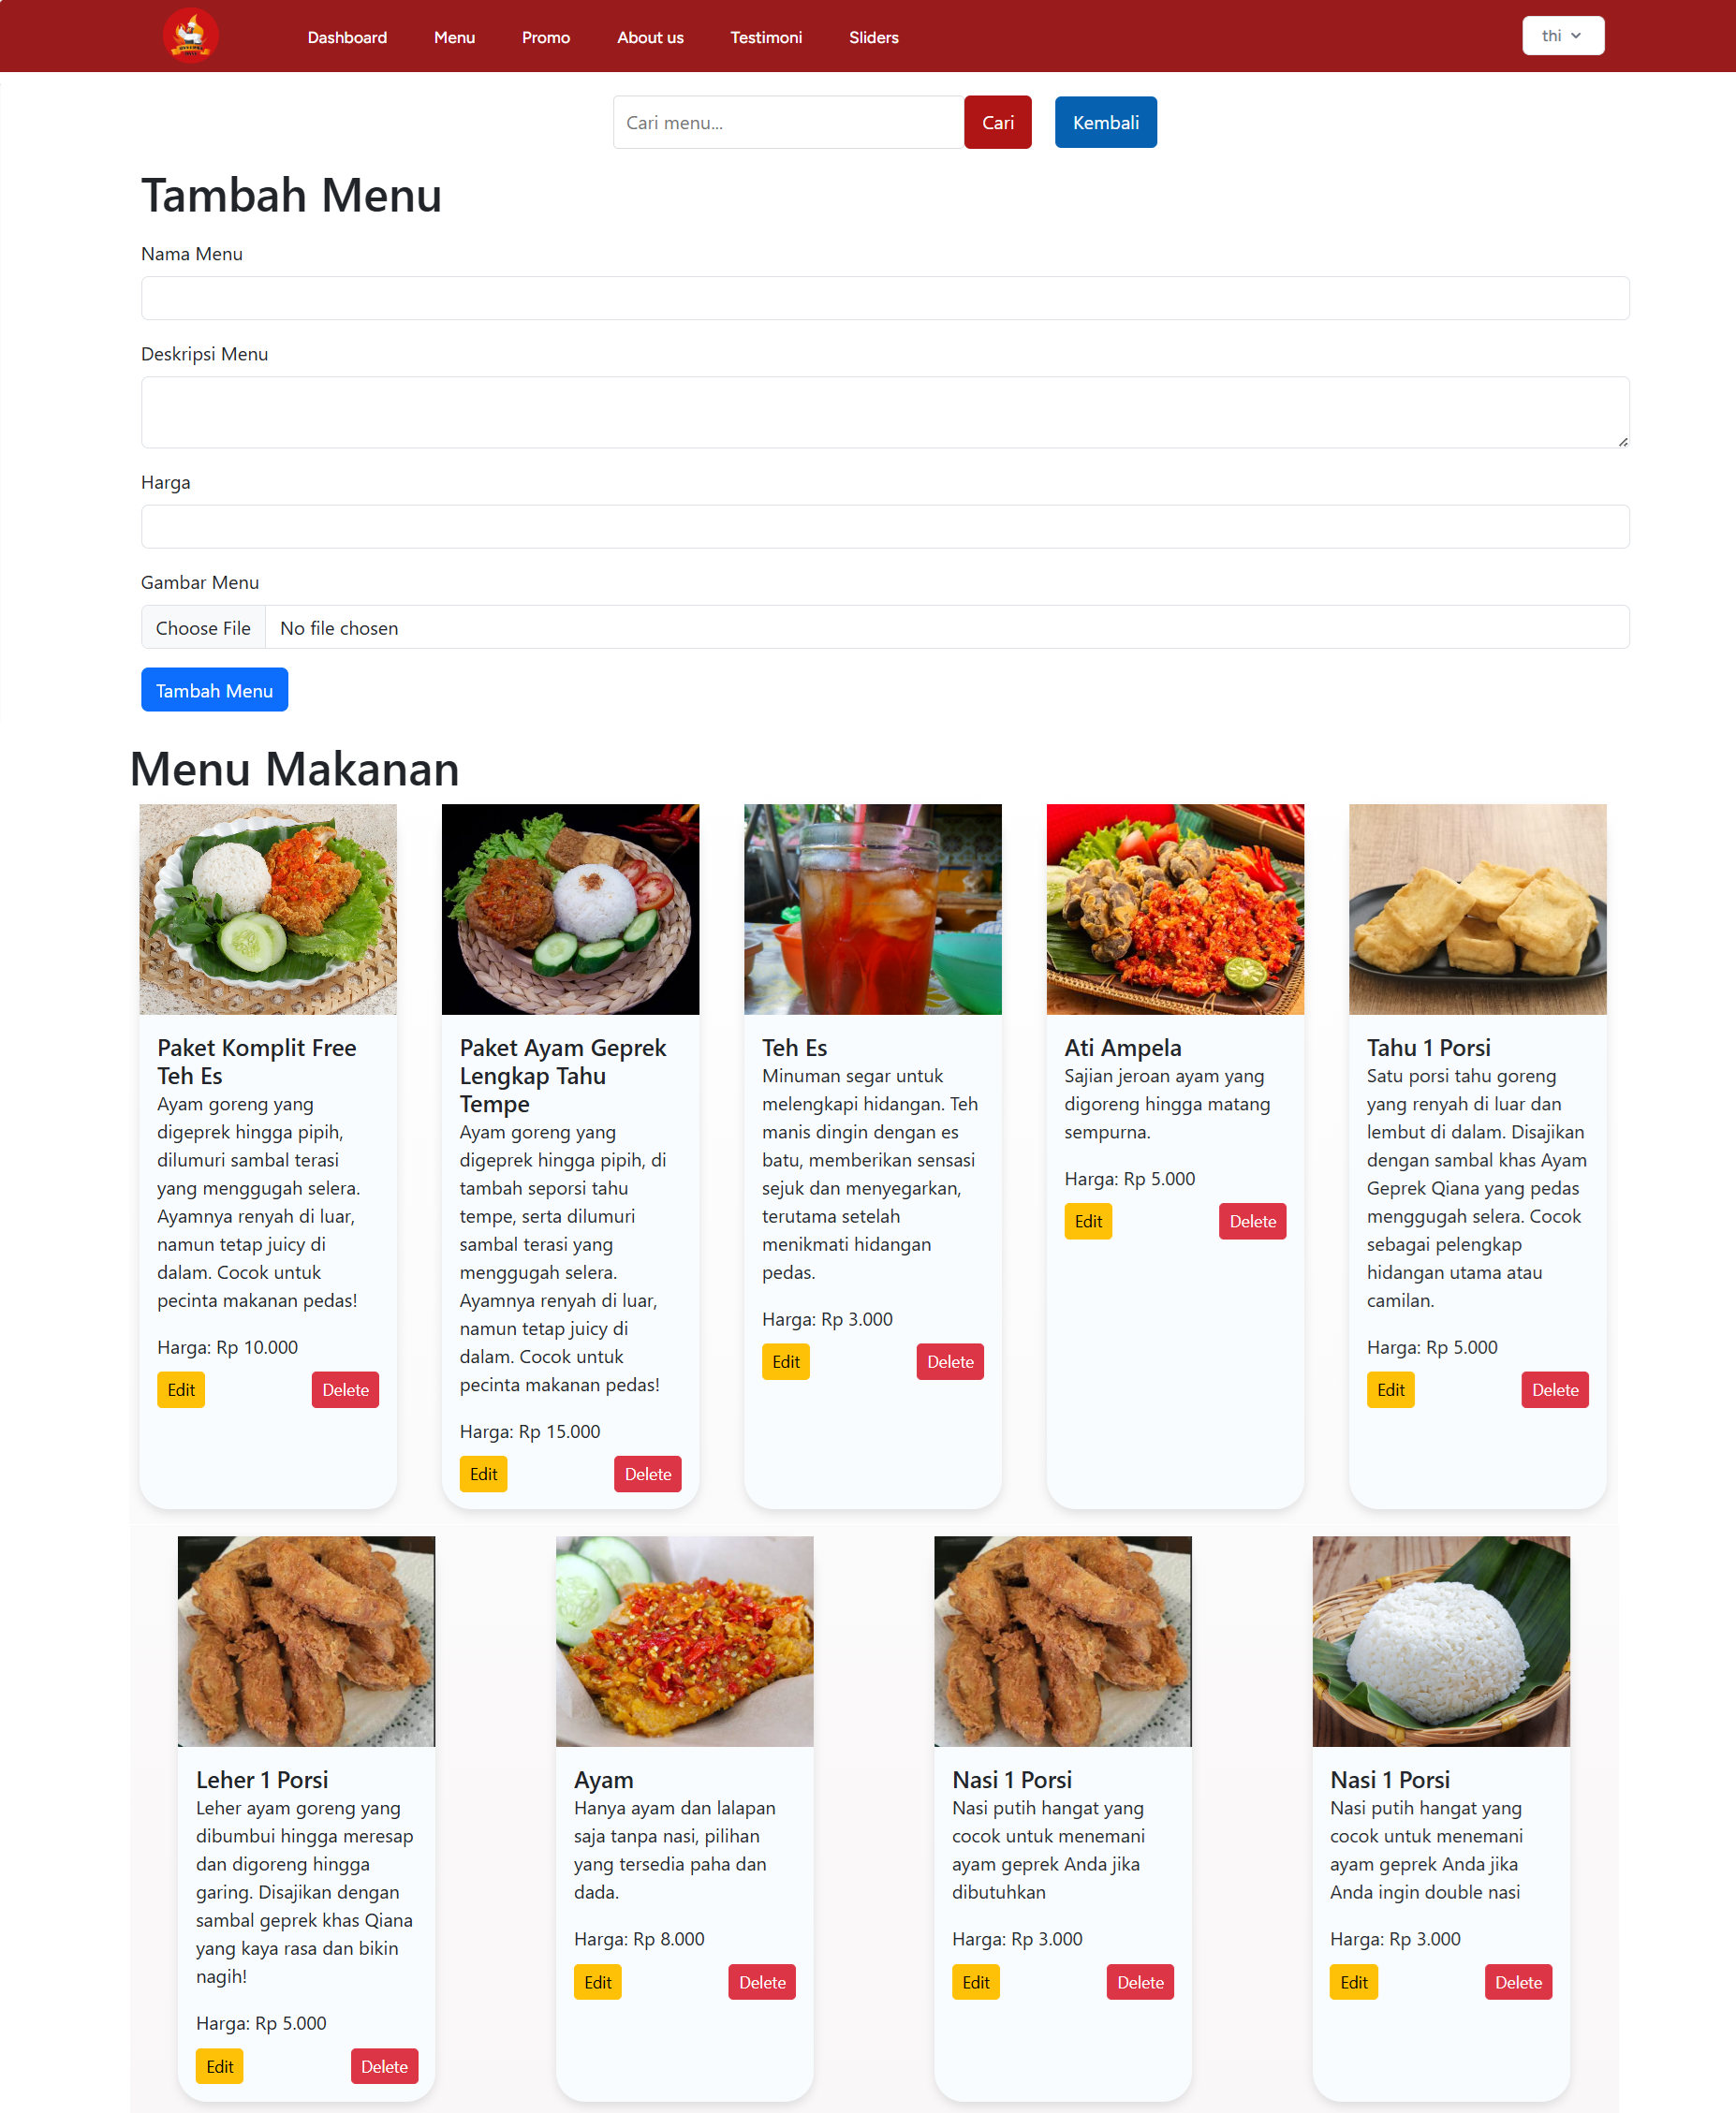 Dashboard Menu Promo About us Testimoni Sliders thi
Cari menu... Cari Kembali
Tambah Menu
Nama Menu
Deskripsi Menu
Harga
Gambar Menu
Choose File No file chosen
Tambah Menu
Menu Makanan
Paket Komplit Free
Teh Es
Ayam goreng yang
digeprek hingga pipih,
dilumuri sambal terasi
yang menggugah selera.
Ayamnya renyah di luar,
namun tetap juicy di
dalam. Cocok untuk
pecinta makanan pedas!
Harga: Rp 10.000
Edit Delete
Paket Ayam Geprek
Lengkap Tahu
Tempe
Ayam goreng yang
digeprek hingga pipih, di
tambah seporsi tahu
tempe, serta dilumuri
sambal terasi yang
menggugah selera.
Ayamnya renyah di luar,
namun tetap juicy di
dalam. Cocok untuk
pecinta makanan pedas!
Harga: Rp 15.000
Edit Delete
Teh Es
Minuman segar untuk
melengkapi hidangan. Teh
manis dingin dengan es
batu, memberikan sensasi
sejuk dan menyegarkan,
terutama setelah
menikmati hidangan
pedas.
Harga: Rp 3.000
Edit Delete
Ati Ampela
Sajian jeroan ayam yang
digoreng hingga matang
sempurna.
Harga: Rp 5.000
Edit Delete
Tahu 1 Porsi
Satu porsi tahu goreng
yang renyah di luar dan
lembut di dalam. Disajikan
dengan sambal khas Ayam
Geprek Qiana yang pedas
menggugah selera. Cocok
sebagai pelengkap
hidangan utama atau
camilan.
Harga: Rp 5.000
Edit Delete
Leher 1 Porsi
Leher ayam goreng yang
dibumbui hingga meresap
dan digoreng hingga
garing. Disajikan dengan
sambal geprek khas Qiana
yang kaya rasa dan bikin
nagih!
Harga: Rp 5.000
Edit Delete
Ayam
Hanya ayam dan lalapan
saja tanpa nasi, pilihan
yang tersedia paha dan
dada.
Harga: Rp 8.000
Edit Delete
Nasi 1 Porsi
Nasi putih hangat yang
cocok untuk menemani
ayam geprek Anda jika
dibutuhkan
Harga: Rp 3.000
Edit Delete
Nasi 1 Porsi
Nasi putih hangat yang
cocok untuk menemani
ayam geprek Anda jika
Anda ingin double nasi
Harga: Rp 3.000
Edit Delete